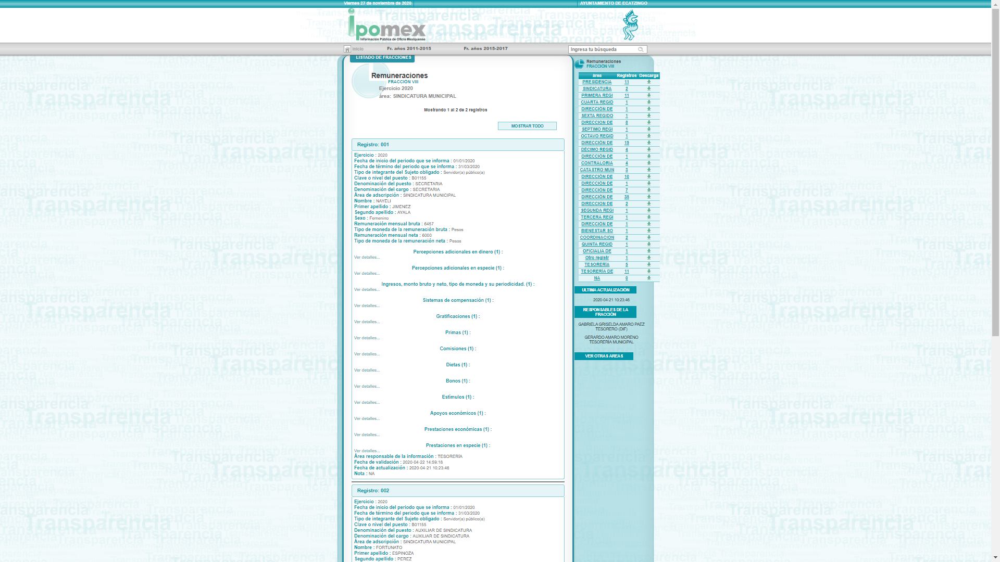 Viernes 27 de noviembre de 2020
AYUNTAMIENTO DE ECATZINGO
ipomex
Información Pública de Oficio Mexiquense
Inicio
Fr. años 2011-2015
Fr. años 2015-2017
Ingresa tu búsqueda
LISTADO DE FRACCIONES
Remuneraciones
FRACCIÓN VIII
Ejercicio 2020
área: SINDICATURA MUNICIPAL
Mostrando 1 al 2 de 2 registros
MOSTRAR TODO
Registro: 001
Ejercicio : 2020
Fecha de inicio del periodo que se informa : 01/01/2020
Fecha de término del periodo que se informa : 31/03/2020
Tipo de integrante del Sujeto obligado : Servidor(a) público(a)
Clave o nivel del puesto : B01155
Denominación del puesto : SECRETARIA
Denominación del cargo : SECRETARIA
Área de adscripción : SINDICATURA MUNICIPAL
Nombre : NAYELI
Primer apellido : JIMENEZ
Segundo apellido : AYALA
Sexo : Femenino
Remuneración mensual bruta : 6457
Tipo de moneda de la remuneración bruta : Pesos
Remuneración mensual neta : 6000
Tipo de moneda de la remuneración neta : Pesos
Percepciones adicionales en dinero (1) :
Ver detalles...
Percepciones adicionales en especie (1) :
Ver detalles...
Ingresos, monto bruto y neto, tipo de moneda y su periodicidad. (1) :
Ver detalles...
Sistemas de compensación (1) :
Ver detalles...
Gratificaciones (1) :
Ver detalles...
Primas (1) :
Ver detalles...
Comisiones (1) :
Ver detalles...
Dietas (1) :
Ver detalles...
Bonos (1) :
Ver detalles...
Estímulos (1) :
Ver detalles...
Apoyos económicos (1) :
Ver detalles...
Prestaciones económicas (1) :
Ver detalles...
Prestaciones en especie (1) :
Ver detalles...
Área responsable de la información : TESORERÍA
Fecha de validación : 2020-04-22 14:59:18
Fecha de actualización : 2020-04-21 10:23:46
Nota : NA
Registro: 002
Ejercicio : 2020
Fecha de inicio del periodo que se informa : 01/01/2020
Fecha de término del periodo que se informa : 31/03/2020
Tipo de integrante del Sujeto obligado : Servidor(a) público(a)
Clave o nivel del puesto : B01155
Denominación del puesto : AUXILIAR DE SINDICATURA
Denominación del cargo : AUXILIAR DE SINDICATURA
Área de adscripción : SINDICATURA MUNICIPAL
Nombre : FORTUNATO
Primer apellido : ESPINOZA
Segundo apellido : PEREZ
Remuneraciones
FRACCIÓN VIII
área Registros Descarga
PRESIDENCIA 11
SINDICATURA 2
PRIMERA REGI 11
CUARTA REGID 1
DIRECCIÓN DE 1
SEXTA REGIDO 1
DIRECCION DE 8
SEPTIMO REGI 1
OCTAVO REGID 1
DIRECCIÓN DE 19
DÉCIMO REGID 4
DIRECCIÓN DE 1
CONTRALORIA 4
CATASTRO MUN 3
DIRECCIÓN DE 10
DIRECCIÓN DE 1
DIRECCIÓN DE 7
DIRECCIÓN DE 35
DIRECCION DE 2
SEGUNDA REGI 1
TERCERA REGI 1
DIRECCIÓN DE 1
BIENESTAR SO 1
COORDINACION 2
QUINTA REGID 1
OFICIALIA DE 1
Otro registr 1
TESORERÍA 5
TESORERÍA DE 11
NA 0
ULTIMA ACTUALIZACIÓN
2020-04-21 10:23:46
RESPONSABLES DE LA
FRACCIÓN
GABRIELA GRISELDA AMARO PAEZ
TESORERO (DIF)
GERARDO AMARO MORENO
TESORERÍA MUNICIPAL
VER OTRAS AREAS